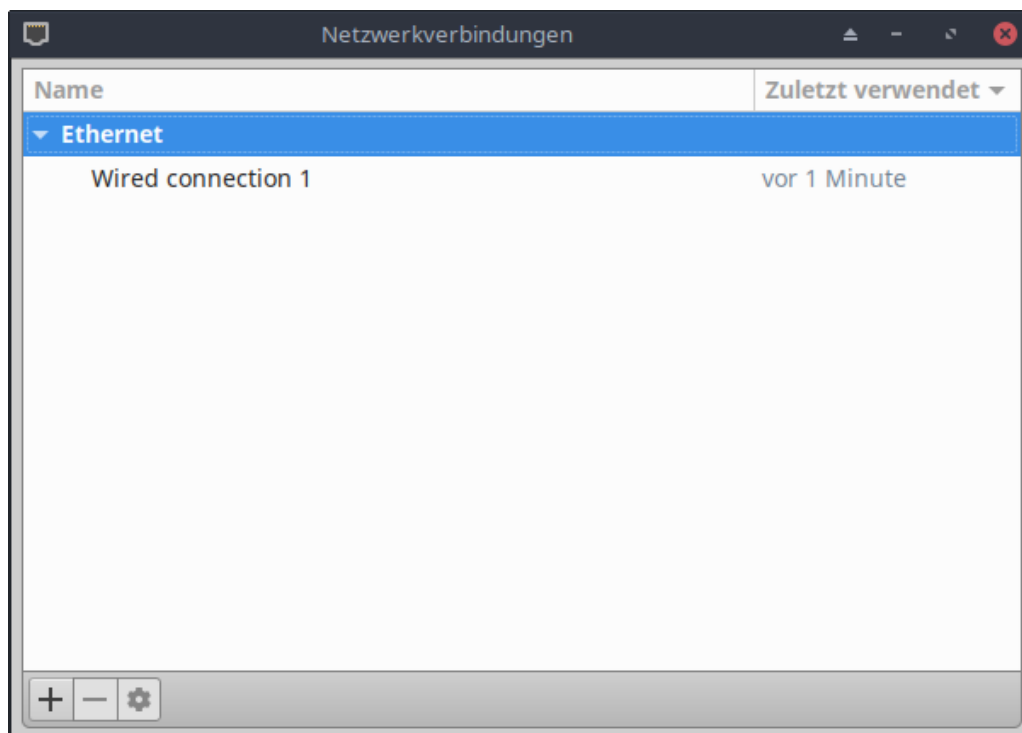 Netzwerkverbindungen
Name Zuletzt verwendet
Ethernet
Wired connection 1 vor 1 Minute